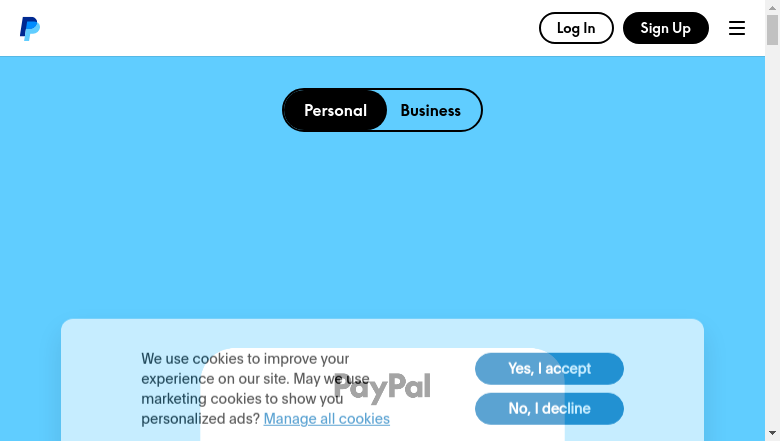 Log In
Sign Up
Personal
Business
We use cookies to improve your
experience on our site. May we use
marketing cookies to show you
personalized ads? Manage all cookies
PayPal
Yes, I accept
No, I decline